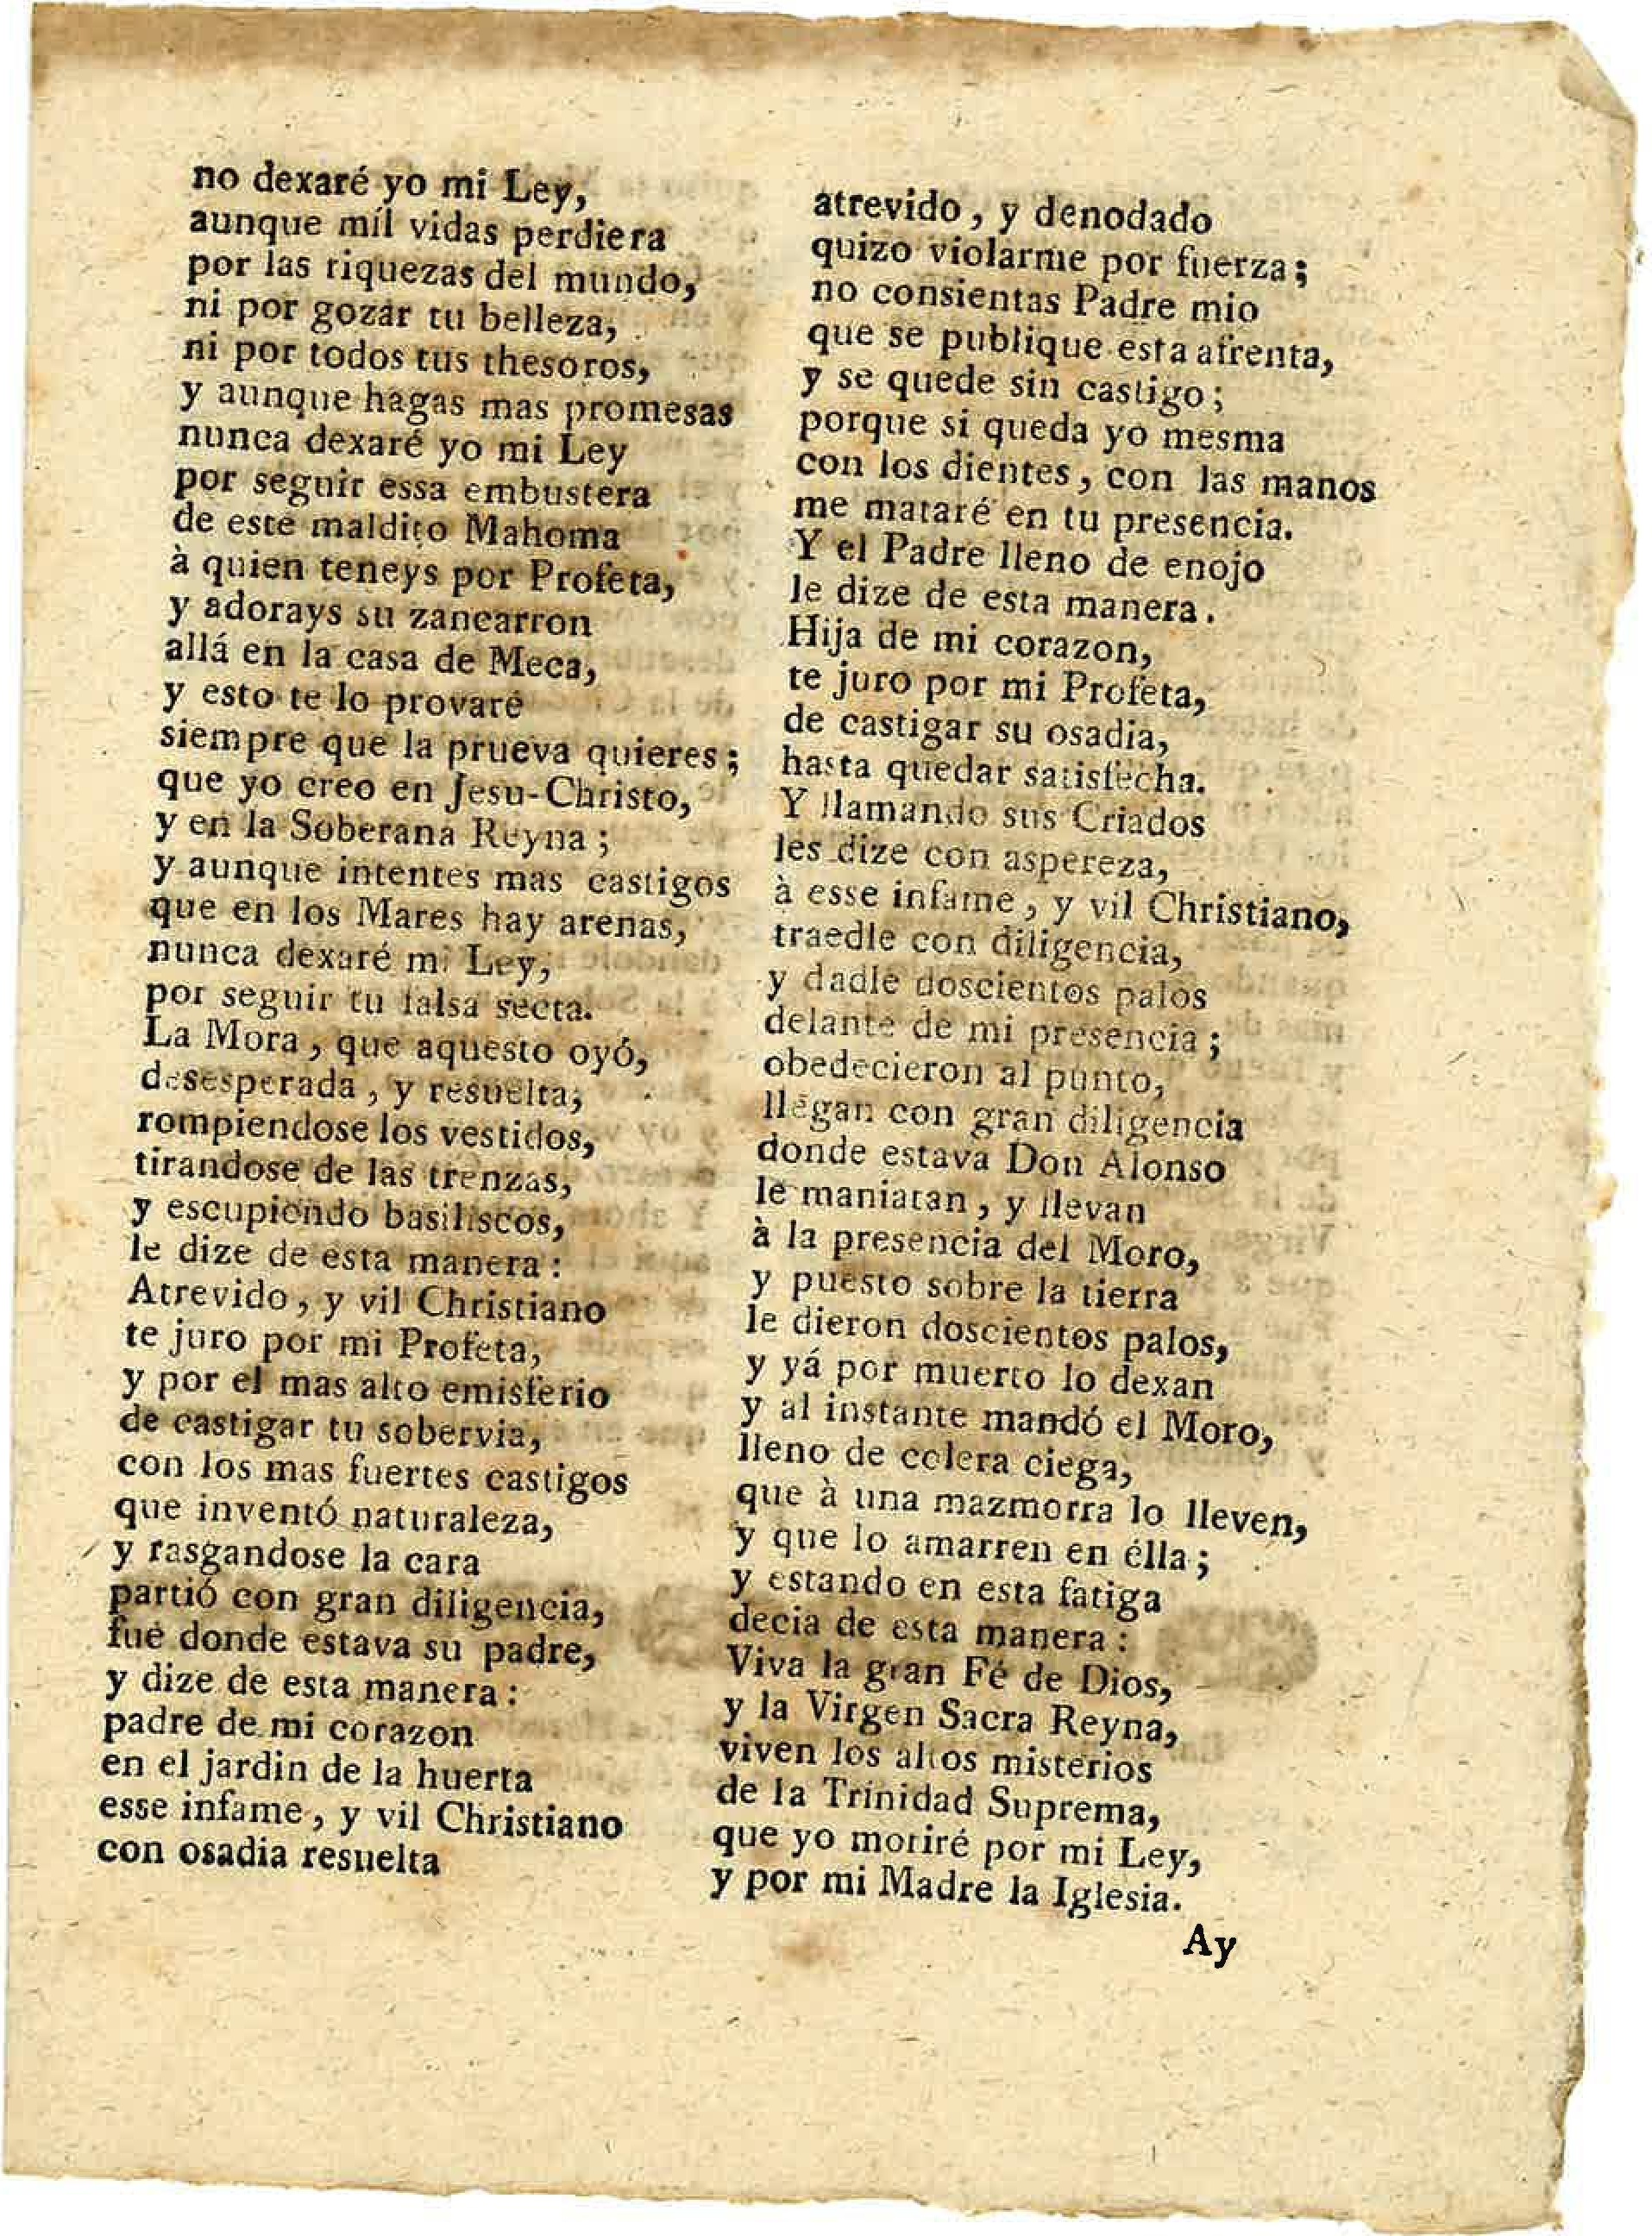 no dexaré yo mi Ley,
aunque mil vidas perdiera
por las riquezas del mundo,
ni por gozar tu belleza,
ni por todos tus thesoros,
y aunque hagas mas promesas
nunca dexaré yo mi Ley
por seguir essa embustera
de este maldito Mahoma
à quien teneys por Profeta,
y adorays su zancarron
allá en la casa de Meca,
y esto te lo provaré
siempre que la prueva quieres;
que yo creo en Jesu-Christo,
y en la Soberana Reyna;
y aunque intentes mas castigos
que en los Mares hay arenas,
nunca dexaré mi Ley,
por seguir tu falsa secta.
La Mora, que aquesto oyó,
desesperada, y resuelta,
rompiendose los vestidos,
tirandose de las trenzas,
y escupiendo basiliscos,
le dize de esta manera:
Atrevido, y vil Christiano
te juro por mi Profeta,
y por el mas alto emisferio
de castigar tu sobervia,
con los mas fuertes castigos
que inventó naturaleza,
y rasgandose la cara
partió con gran diligencia,
fué donde estava su padre,
y dize de esta manera:
padre de mi corazon
en el jardin de la huerta
esse infame, y vil Christiano
con osadia resuelta
atrevido, y denodado
quizo violarme por fuerza;
no consientas Padre mio
que se publique esta afrenta,
y se quede sin castigo;
porque si queda yo mesma
con los dientes, con las manos
me mataré en tu presencia.
Y el Padre lleno de enojo
le dize de esta manera.
Hija de mi corazon,
te juro por mi Profeta,
de castigar su osadia,
hasta quedar satisfecha.
Y llamando sus Criados
les dize con aspereza,
à esse infame, y vil Christiano,
traedle con diligencia,
y dadle doscientos palos
delante de mi presencia;
obedecieron al punto,
llegan con gran diligencia
donde estava Don Alonso
le maniatan, y llevan
à la presencia del Moro,
y puesto sobre la tierra
le dieron doscientos palos,
y yá por muerto lo dexan
y al instante mandó el Moro,
lleno de colera ciega,
que à una mazmorra lo lleven,
y que lo amarren en élla;
y estando en esta fatiga
decia de esta manera:
Viva la gran Fé de Dios,
y la Virgen Sacra Reyna,
viven los altos misterios
de la Trinidad Suprema,
que yo moriré por mi Ley,
y por mi Madre la Iglesia.
Ay